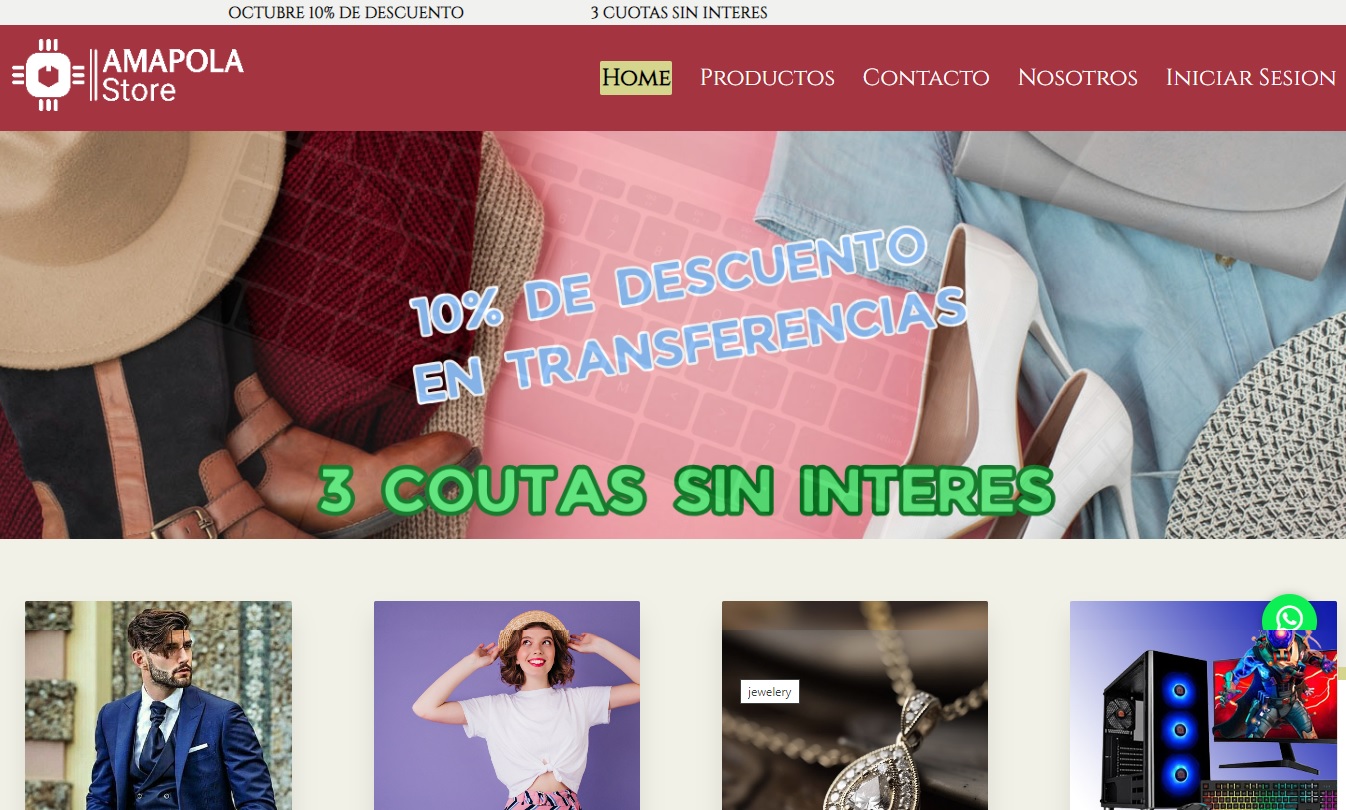 OCTUBRE 10% DE DESCUENTO
3 CUOTAS SIN INTERES
AMAPOLA
Store
Home
Productos
Contacto
Nosotros
Iniciar Sesion
10% DE DESCUENTO
EN TRANSFERENCIAS
3 COUTAS SIN INTERES
jewelery